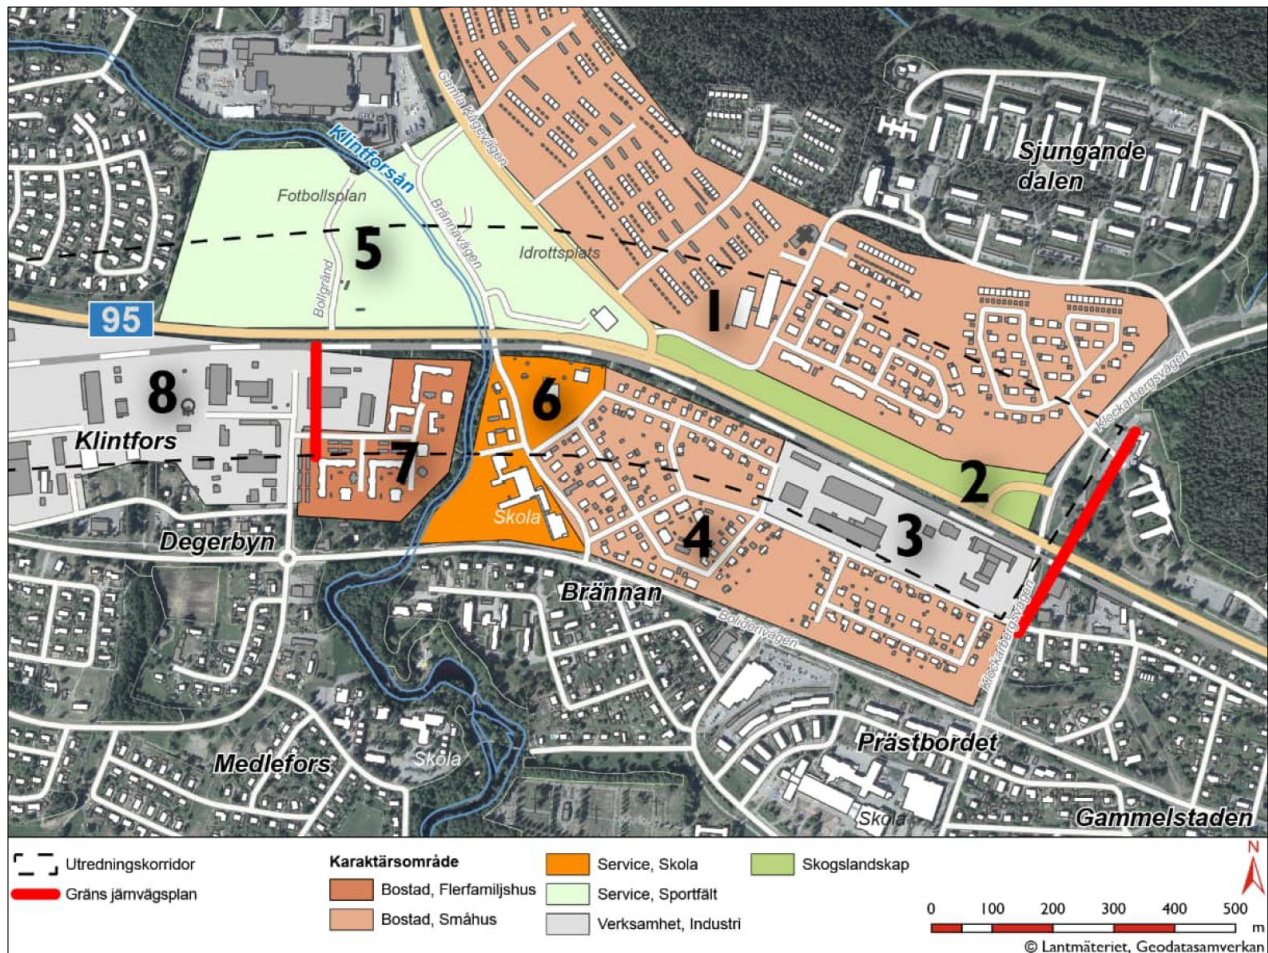 Gamla Kågevägen
Klintforsån
Sjungande
dalen
Fotbollsplan
Brännavägen
5
Idrottsplats
Bollgränd
95
1
8
6
Klockarbergsvägen
Klintfors
7
2
Skola
4
3
Degerbyn
Brännan
Bolidenvägen
Klockarbergsvägen
Medlefors
Skola
Prästbordet
Skola
Gammelstaden
Utredningskorridor
Gräns järnvägsplan
Karaktärsområde
Bostad, Flerfamiljshus
Bostad, Småhus
Service, Skola
Service, Sportfält
Verksamhet, Industri
Skogslandskap
N
0 100 200 300 400 500
m
© Lantmäteriet, Geodatasamverkan